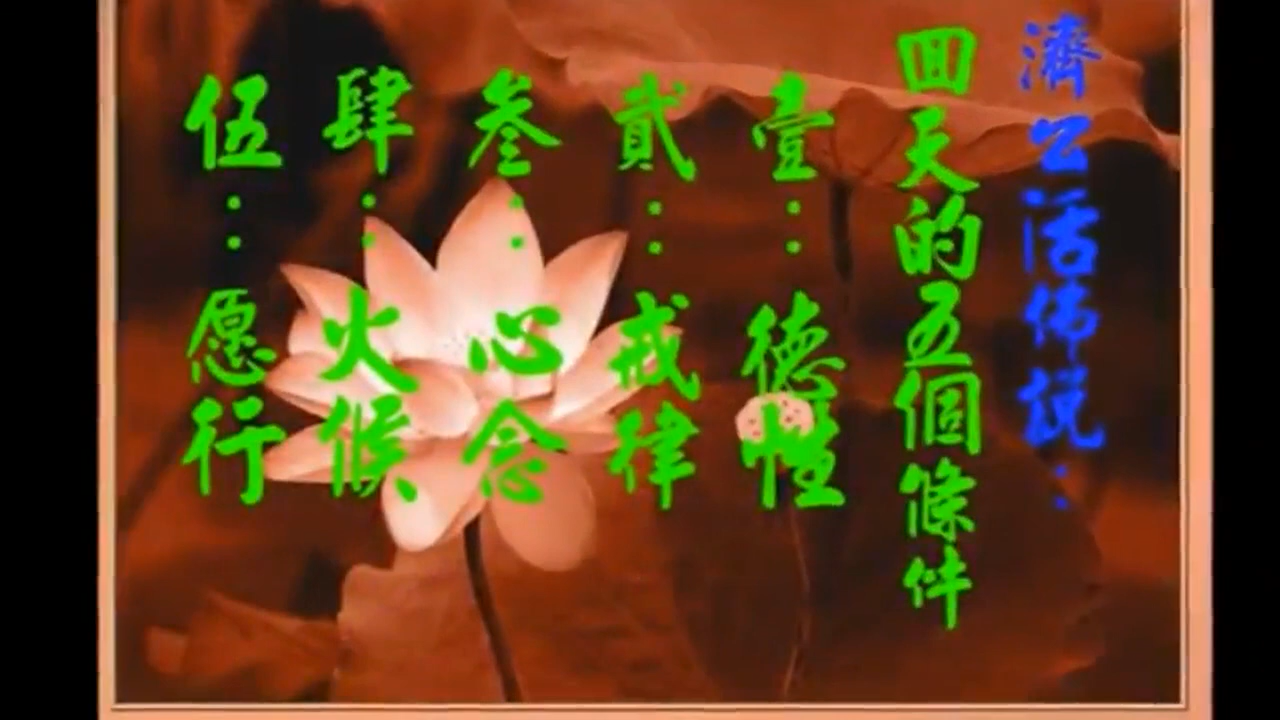 濟公活佛説：
回天的五個條件
壹：德性
貳：戒律
叁：心念
肆：火候
伍：愿行